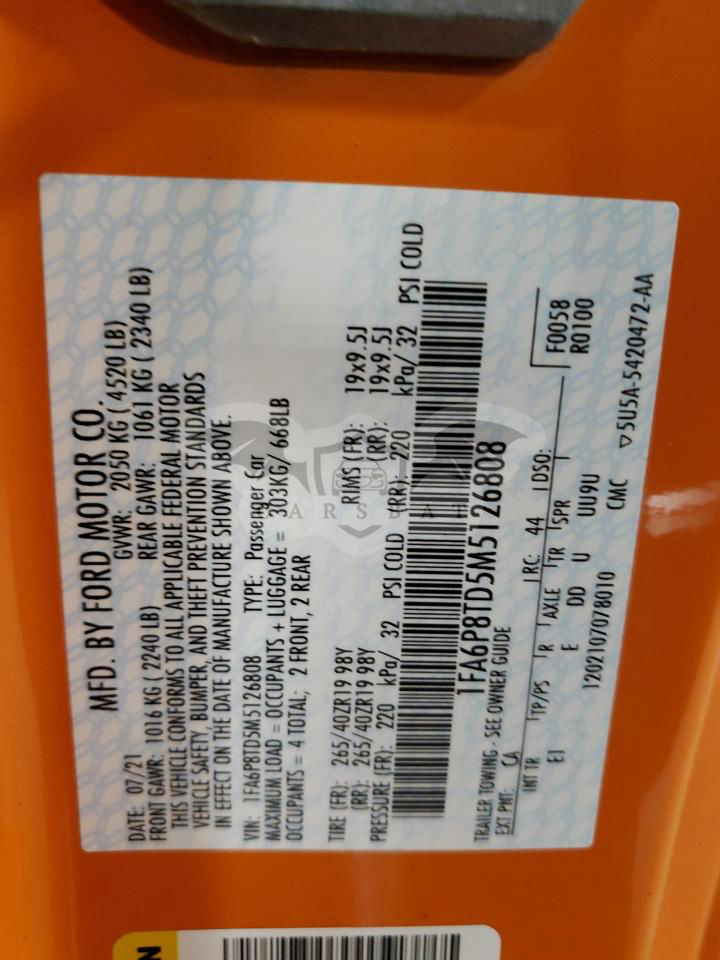 MFD. BY FORD MOTOR CO.
DATE: 07/21 GVWR: 2050 KG ( 4520 LB)
FRONT GAWR: 1016 KG ( 2240 LB) REAR GAWR: 1061 KG ( 2340 LB)
THIS VEHICLE CONFORMS TO ALL APPLICABLE FEDERAL MOTOR
VEHICLE SAFETY, BUMPER, AND THEFT PREVENTION STANDARDS
IN EFFECT ON THE DATE OF MANUFACTURE SHOWN ABOVE.
VIN: 1FA6P8TD5M5126808 TYPE: Passenger Car
MAXIMUM LOAD = OCCUPANTS + LUGGAGE = 303KG/ 668LB
OCCUPANTS = 4 TOTAL; 2 FRONT, 2 REAR
TIRE (FR): 265/40ZR19 98Y RIMS (FR): 19x9.5J
(RR): 265/40ZR19 98Y (RR): 19x9.5J
PRESSURE (FR): 220 kPa/ 32 PSI COLD (RR): 220 kPa/ 32 PSI COLD
1FA6P8TD5M5126808
TRAILER TOWING - SEE OWNER GUIDE
EXT PNT: CA RC: 44 DSO:
INT TR TP/PS R AXLE TR SPR F0058
EI E DD U UU9U R0100
1202107078010 CMC ▽5U5A-5420472-AA